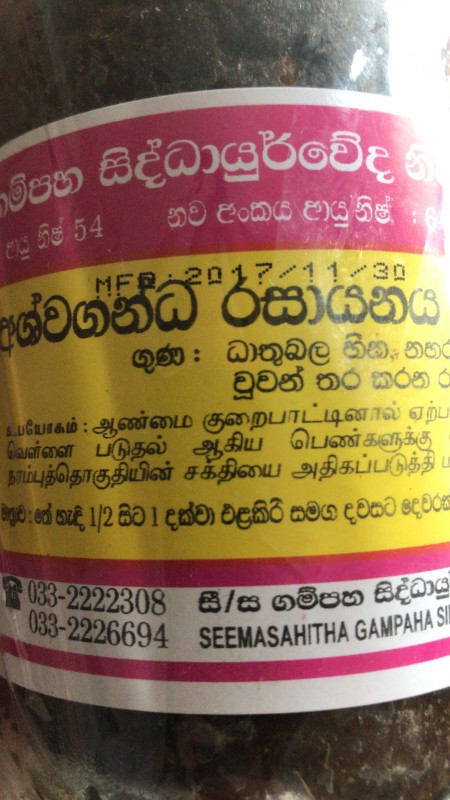 ගම්පහ සිද්ධායුර්වේද
ආයු නිෂ් 54 නව අංකය ආයු නිෂ් :
MFD 2017/11/30
අශ්වගන්ධ රසායනය
ගුණ : ධාතුබල හීන, නහර
වූවන් තර කරන
உபயோகம் : ஆண்மை குறைபாட்டினால்
வெள்ளை படுதல் ஆகிய பெண்களுக்கு
நரம்புத்தொகுதியின் சக்தியை அதிகப்படுத்தி
මාත්‍රාව : තේ හැඳි 1/2 සිට 1 දක්වා එළකිරි සමග දවසට දෙවරක්
☎ 033-2222308 සී/ස ගම්පහ
033-2226694 SEEMASAHITHA GAMPAHA